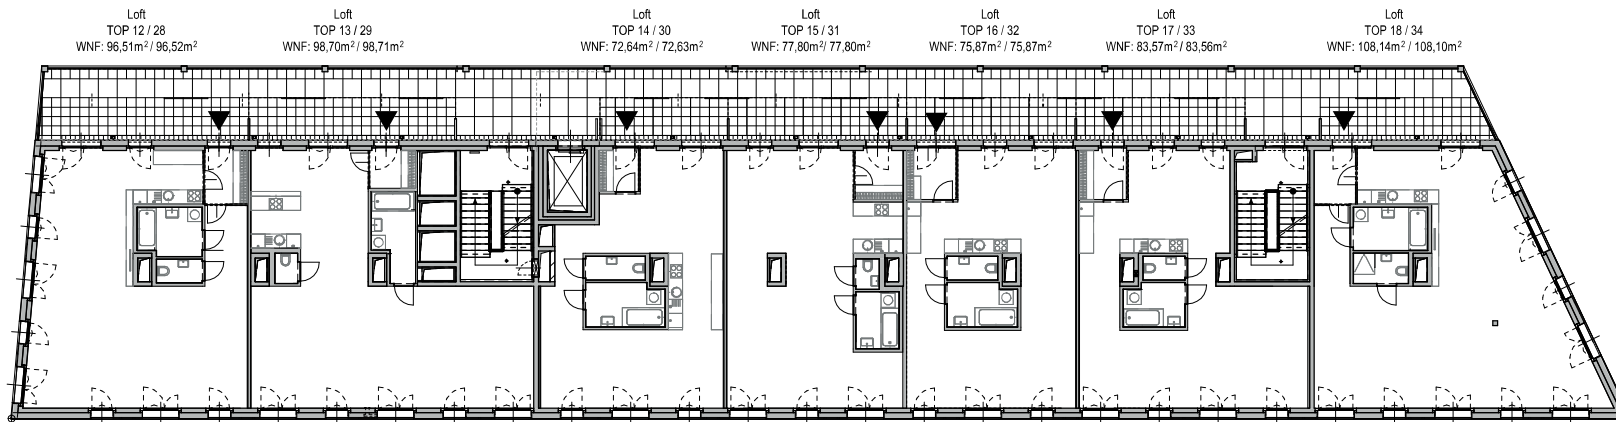 Loft
TOP 12 / 28
WNF: 96,51m² / 96,52m²
Loft
TOP 13 / 29
WNF: 98,70m² / 98,71m²
Loft
TOP 14 / 30
WNF: 72,64m² / 72,63m²
Loft
TOP 15 / 31
WNF: 77,80m² / 77,80m²
Loft
TOP 16 / 32
WNF: 75,87m² / 75,87m²
Loft
TOP 17 / 33
WNF: 83,57m² / 83,56m²
Loft
TOP 18 / 34
WNF: 108,14m² / 108,10m²